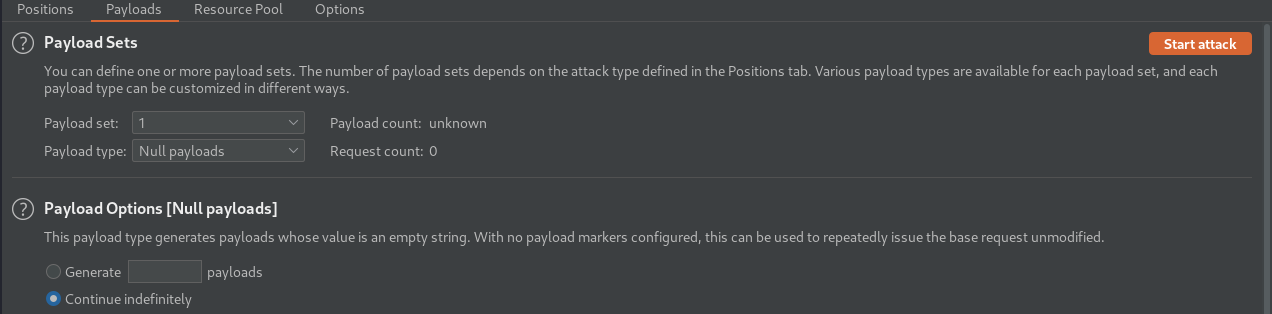 Positions Payloads Resource Pool Options
? Payload Sets Start attack
You can define one or more payload sets. The number of payload sets depends on the attack type defined in the Positions tab. Various payload types are available for each payload set, and each
payload type can be customized in different ways.
Payload set: 1 Payload count: unknown
Payload type: Null payloads Request count: 0
? Payload Options [Null payloads]
This payload type generates payloads whose value is an empty string. With no payload markers configured, this can be used to repeatedly issue the base request unmodified.
Generate payloads
Continue indefinitely